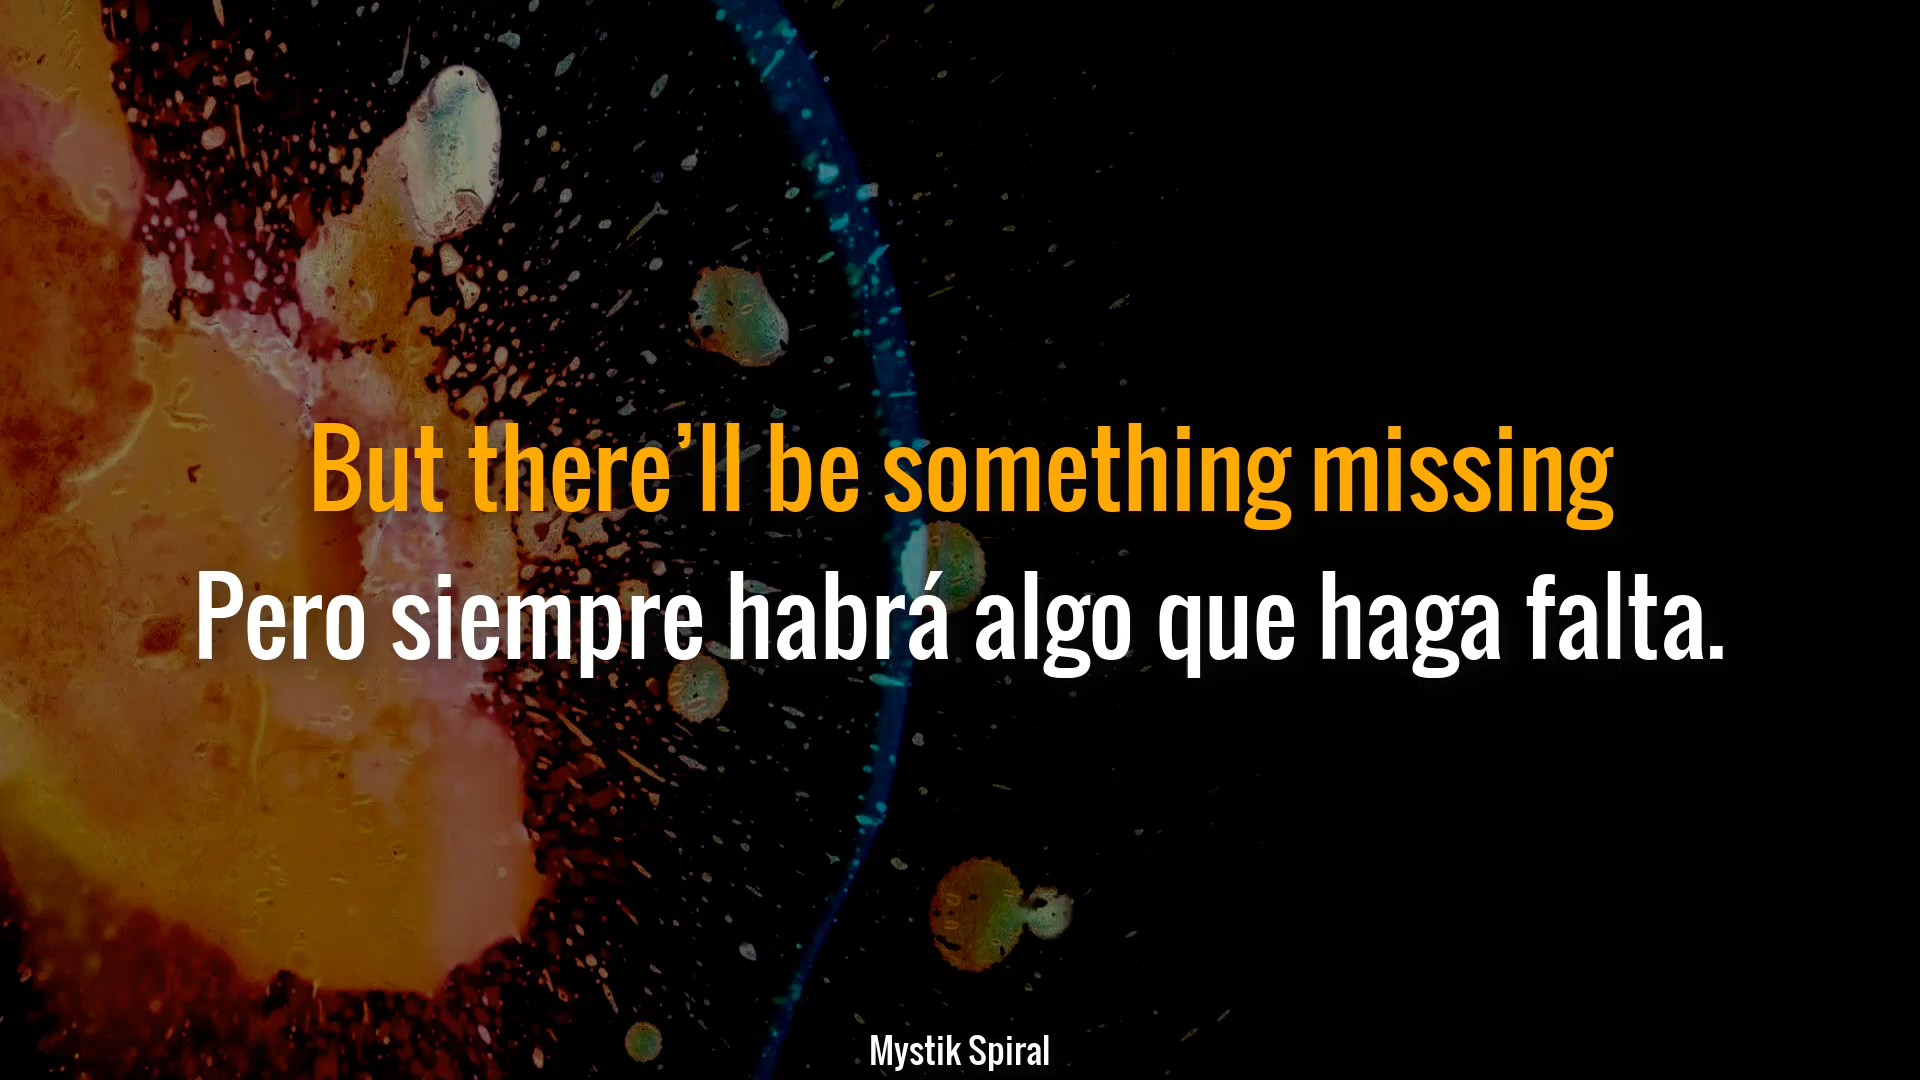 But there’ll be something missing
Pero siempre habrá algo que haga falta.
Mystik Spiral